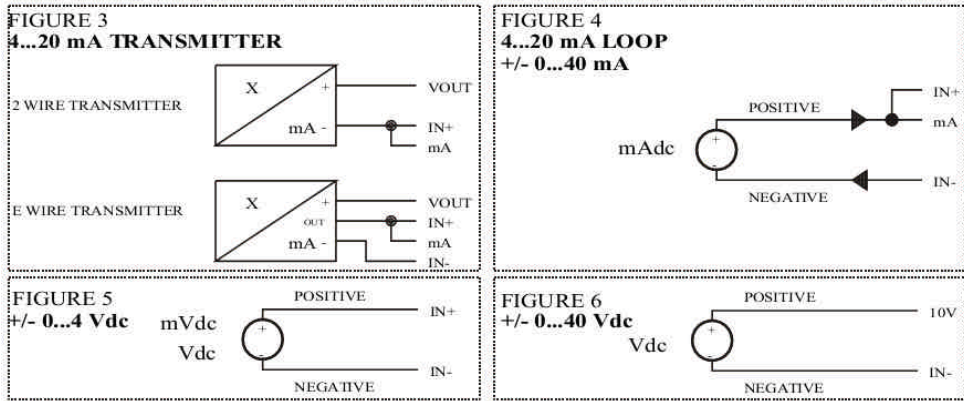 FIGURE 3
4...20 mA TRANSMITTER
2 WIRE TRANSMITTER
X
+
mA -
VOUT
IN+
mA
E WIRE TRANSMITTER
X
+
OUT
mA -
VOUT
IN+
mA
IN-
FIGURE 4
4...20 mA LOOP
+/- 0...40 mA
mAdc
+
-
POSITIVE
NEGATIVE
IN+
mA
IN-
FIGURE 5
+/- 0...4 Vdc
mVdc
Vdc
+
-
POSITIVE
NEGATIVE
IN+
IN-
FIGURE 6
+/- 0...40 Vdc
Vdc
+
-
POSITIVE
NEGATIVE
10V
IN-